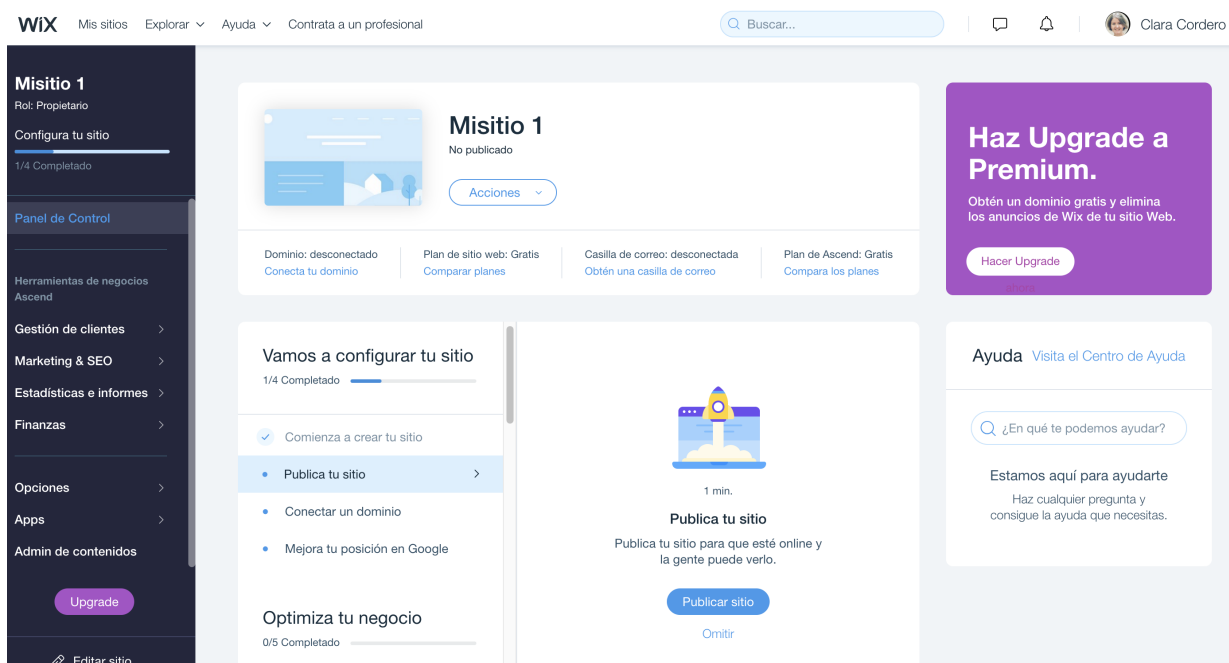 WiX
Mis sitios
Explorar
Ayuda
Contrata a un profesional
Buscar...
Clara Cordero
Misitio 1
Rol: Propietario
Configura tu sitio
1/4 Completado
Panel de Control
Herramientas de negocios
Ascend
Gestión de clientes
Marketing & SEO
Estadísticas e informes
Finanzas
Opciones
Apps
Admin de contenidos
Upgrade
Editar sitio
Misitio 1
No publicado
Acciones
Dominio: desconectado
Conecta tu dominio
Plan de sitio web: Gratis
Comparar planes
Casilla de correo: desconectada
Obtén una casilla de correo
Plan de Ascend: Gratis
Compara los planes
Haz Upgrade a
Premium.
Obtén un dominio gratis y elimina
los anuncios de Wix de tu sitio Web.
Hacer Upgrade
Vamos a configurar tu sitio
1/4 Completado
Comienza a crear tu sitio
Publica tu sitio
Conectar un dominio
Mejora tu posición en Google
Optimiza tu negocio
0/5 Completado
1 min.
Publica tu sitio
Publica tu sitio para que esté online y
la gente puede verlo.
Publicar sitio
Omitir
Ayuda
Visita el Centro de Ayuda
¿En qué te podemos ayudar?
Estamos aquí para ayudarte
Haz cualquier pregunta y
consigue la ayuda que necesitas.